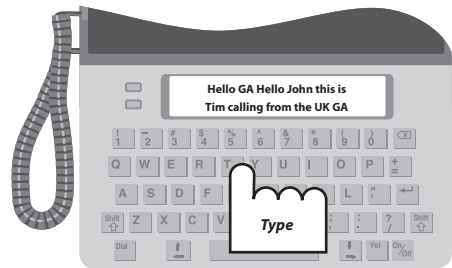 Hello GA Hello John this is
Tim calling from the UK GA
! 1 - 2 # 3 $ 4 % 5 ^ 6 & 7 * 8 ( 9 ) 0
Q W E R T Y U I O P + =
A S D F L " '
Shift Z X C V : ; ? / Shift
Type
Dial Vol On/Off